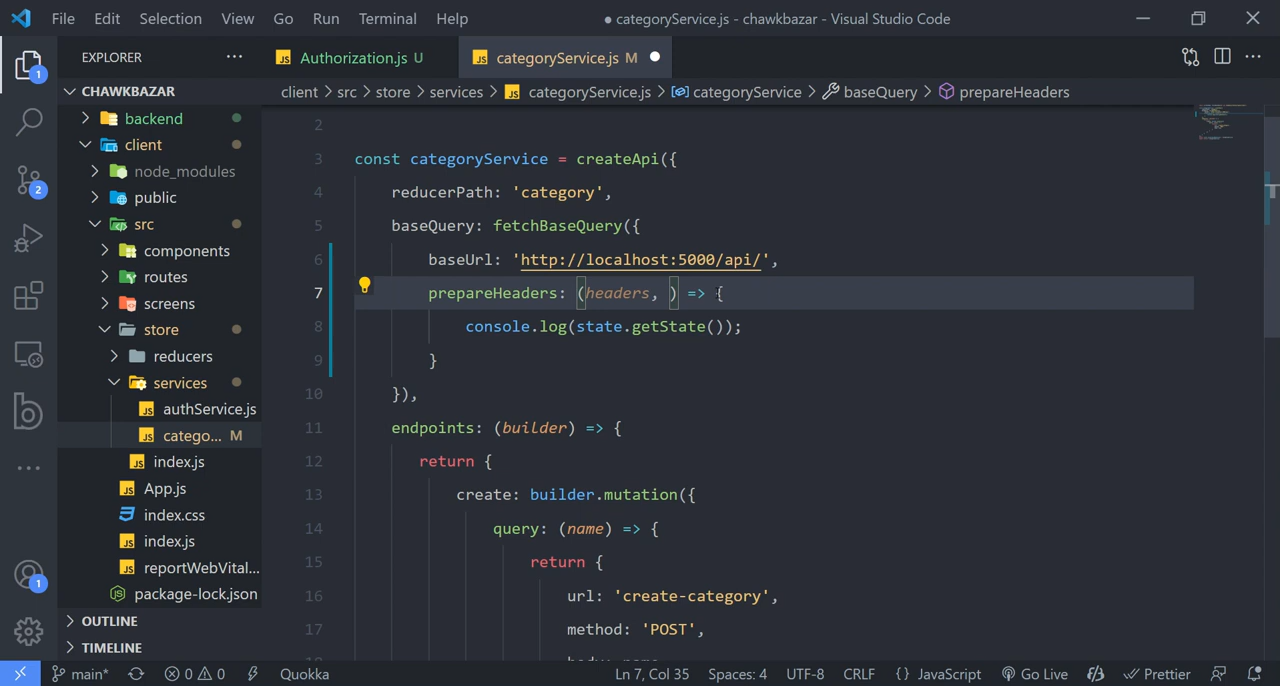 File Edit Selection View Go Run Terminal Help
● categoryService.js - chawkbazar - Visual Studio Code
EXPLORER
Authorization.js U
categoryService.js M
CHAWKBAZAR
client > src > store > services > categoryService.js > categoryService > baseQuery > prepareHeaders
backend
client
node_modules
public
src
components
routes
screens
store
reducers
services
authService.js
catego... M
index.js
App.js
index.css
index.js
reportWebVital...
package-lock.json
OUTLINE
TIMELINE
1
2
1
2
3 const categoryService = createApi({
4 reducerPath: 'category',
5 baseQuery: fetchBaseQuery({
6 baseUrl: 'http://localhost:5000/api/',
7 prepareHeaders: (headers, ) => {
8 console.log(state.getState());
9 }
10 }),
11 endpoints: (builder) => {
12 return {
13 create: builder.mutation({
14 query: (name) => {
15 return {
16 url: 'create-category',
17 method: 'POST',
main* 0 0 Quokka Ln 7, Col 35 Spaces: 4 UTF-8 CRLF {} JavaScript Go Live Prettier